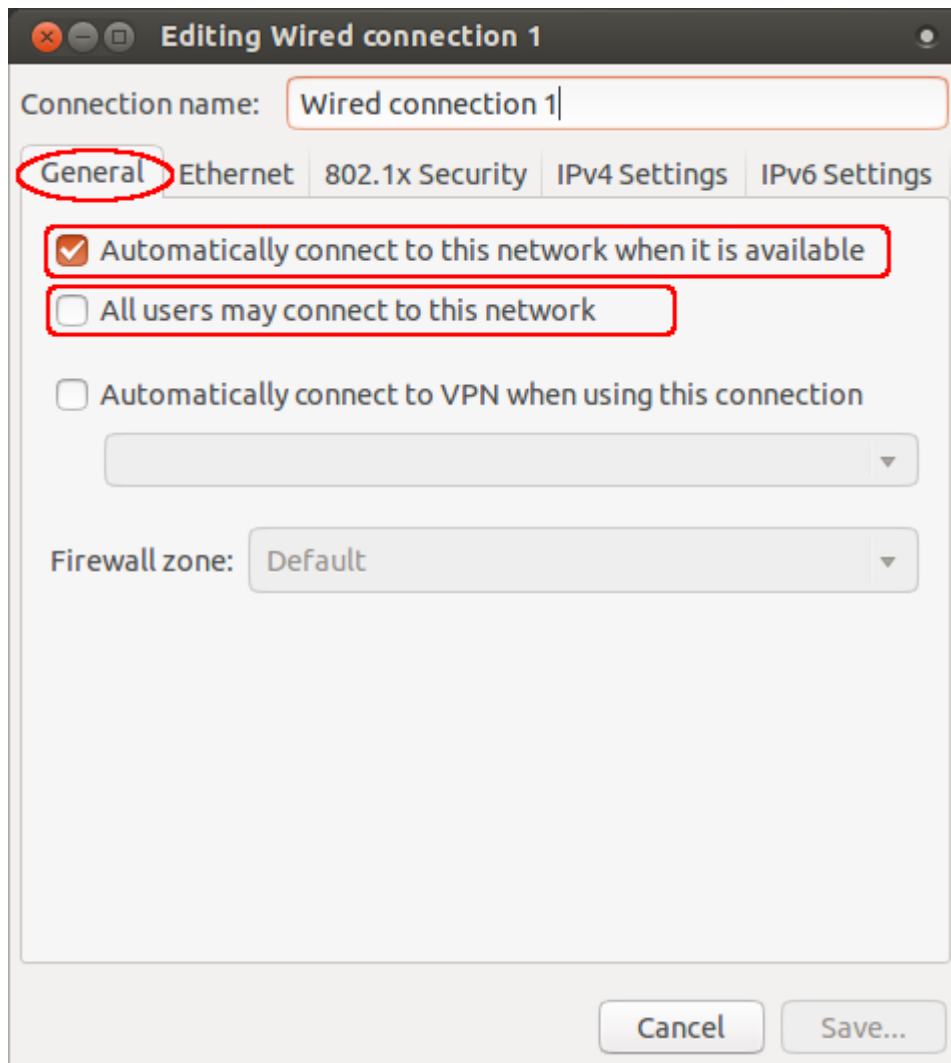 Editing Wired connection 1
Connection name: Wired connection 1
General Ethernet 802.1x Security IPv4 Settings IPv6 Settings
Automatically connect to this network when it is available
All users may connect to this network
Automatically connect to VPN when using this connection
Firewall zone: Default
Cancel Save...